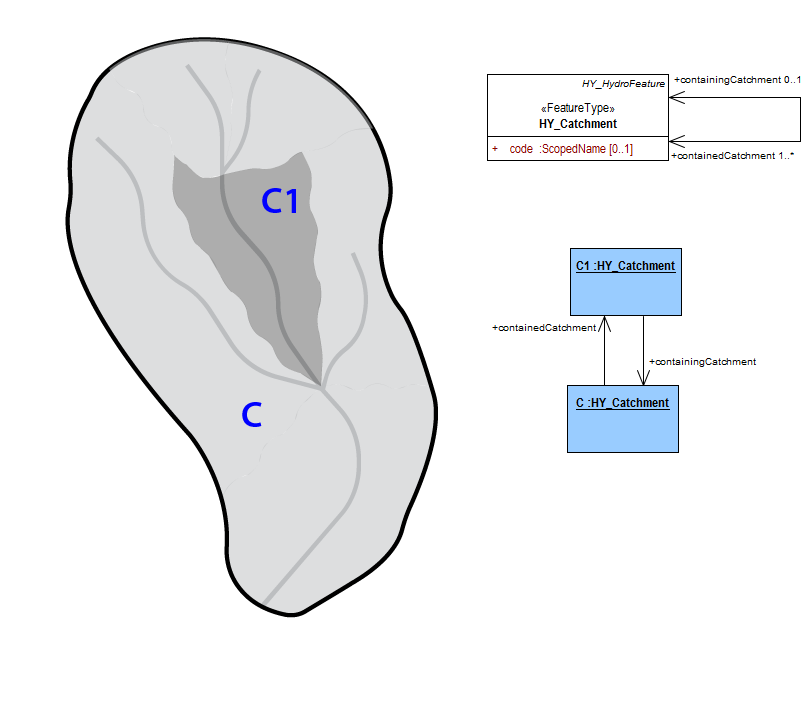 C1
C
+containingCatchment 0..1
HY_HydroFeature
«FeatureType»
HY_Catchment
+ code :ScopedName [0..1]
+containedCatchment 1..*
C1 :HY_Catchment
+containedCatchment
+containingCatchment
C :HY_Catchment